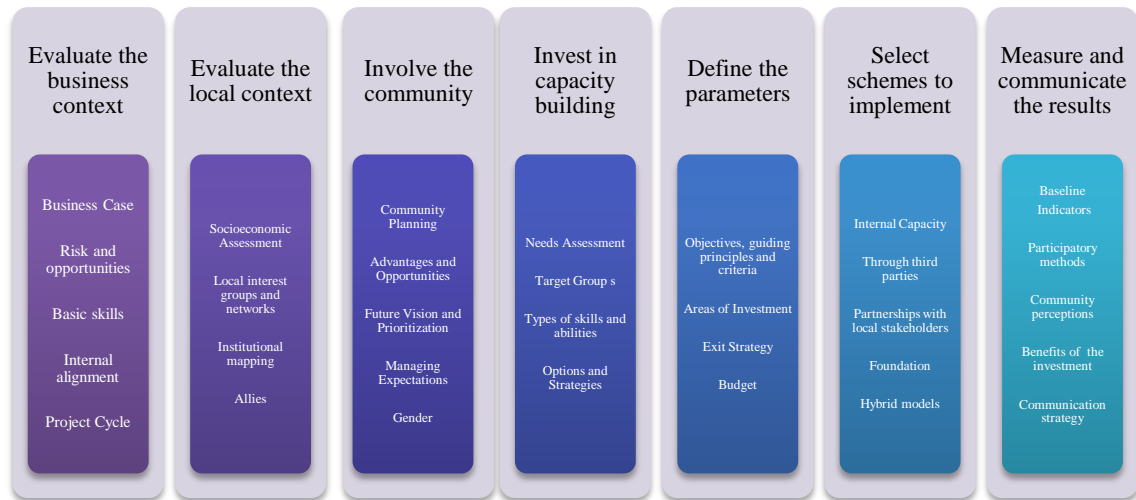 Evaluate the
business
context
Business Case
Risk and
opportunities
Basic skills
Internal
alignment
Project Cycle
Evaluate the
local context
Socioeconomic
Assessment
Local interest
groups and
networks
Institutional
mapping
Allies
Involve the
community
Community
Planning
Advantages and
Opportunities
Future Vision and
Prioritization
Managing
Expectations
Gender
Invest in
capacity
building
Needs Assessment
Target Group s
Types of skills and
abilities
Options and
Strategies
Define the
parameters
Objectives, guiding
principles and
criteria
Areas of Investment
Exit Strategy
Budget
Select
schemes to
implement
Internal Capacity
Through third
parties
Partnerships with
local stakeholders
Foundation
Hybrid models
Measure and
communicate
the results
Baseline
Indicators
Participatory
methods
Community
perceptions
Benefits of the
investment
Communication
strategy